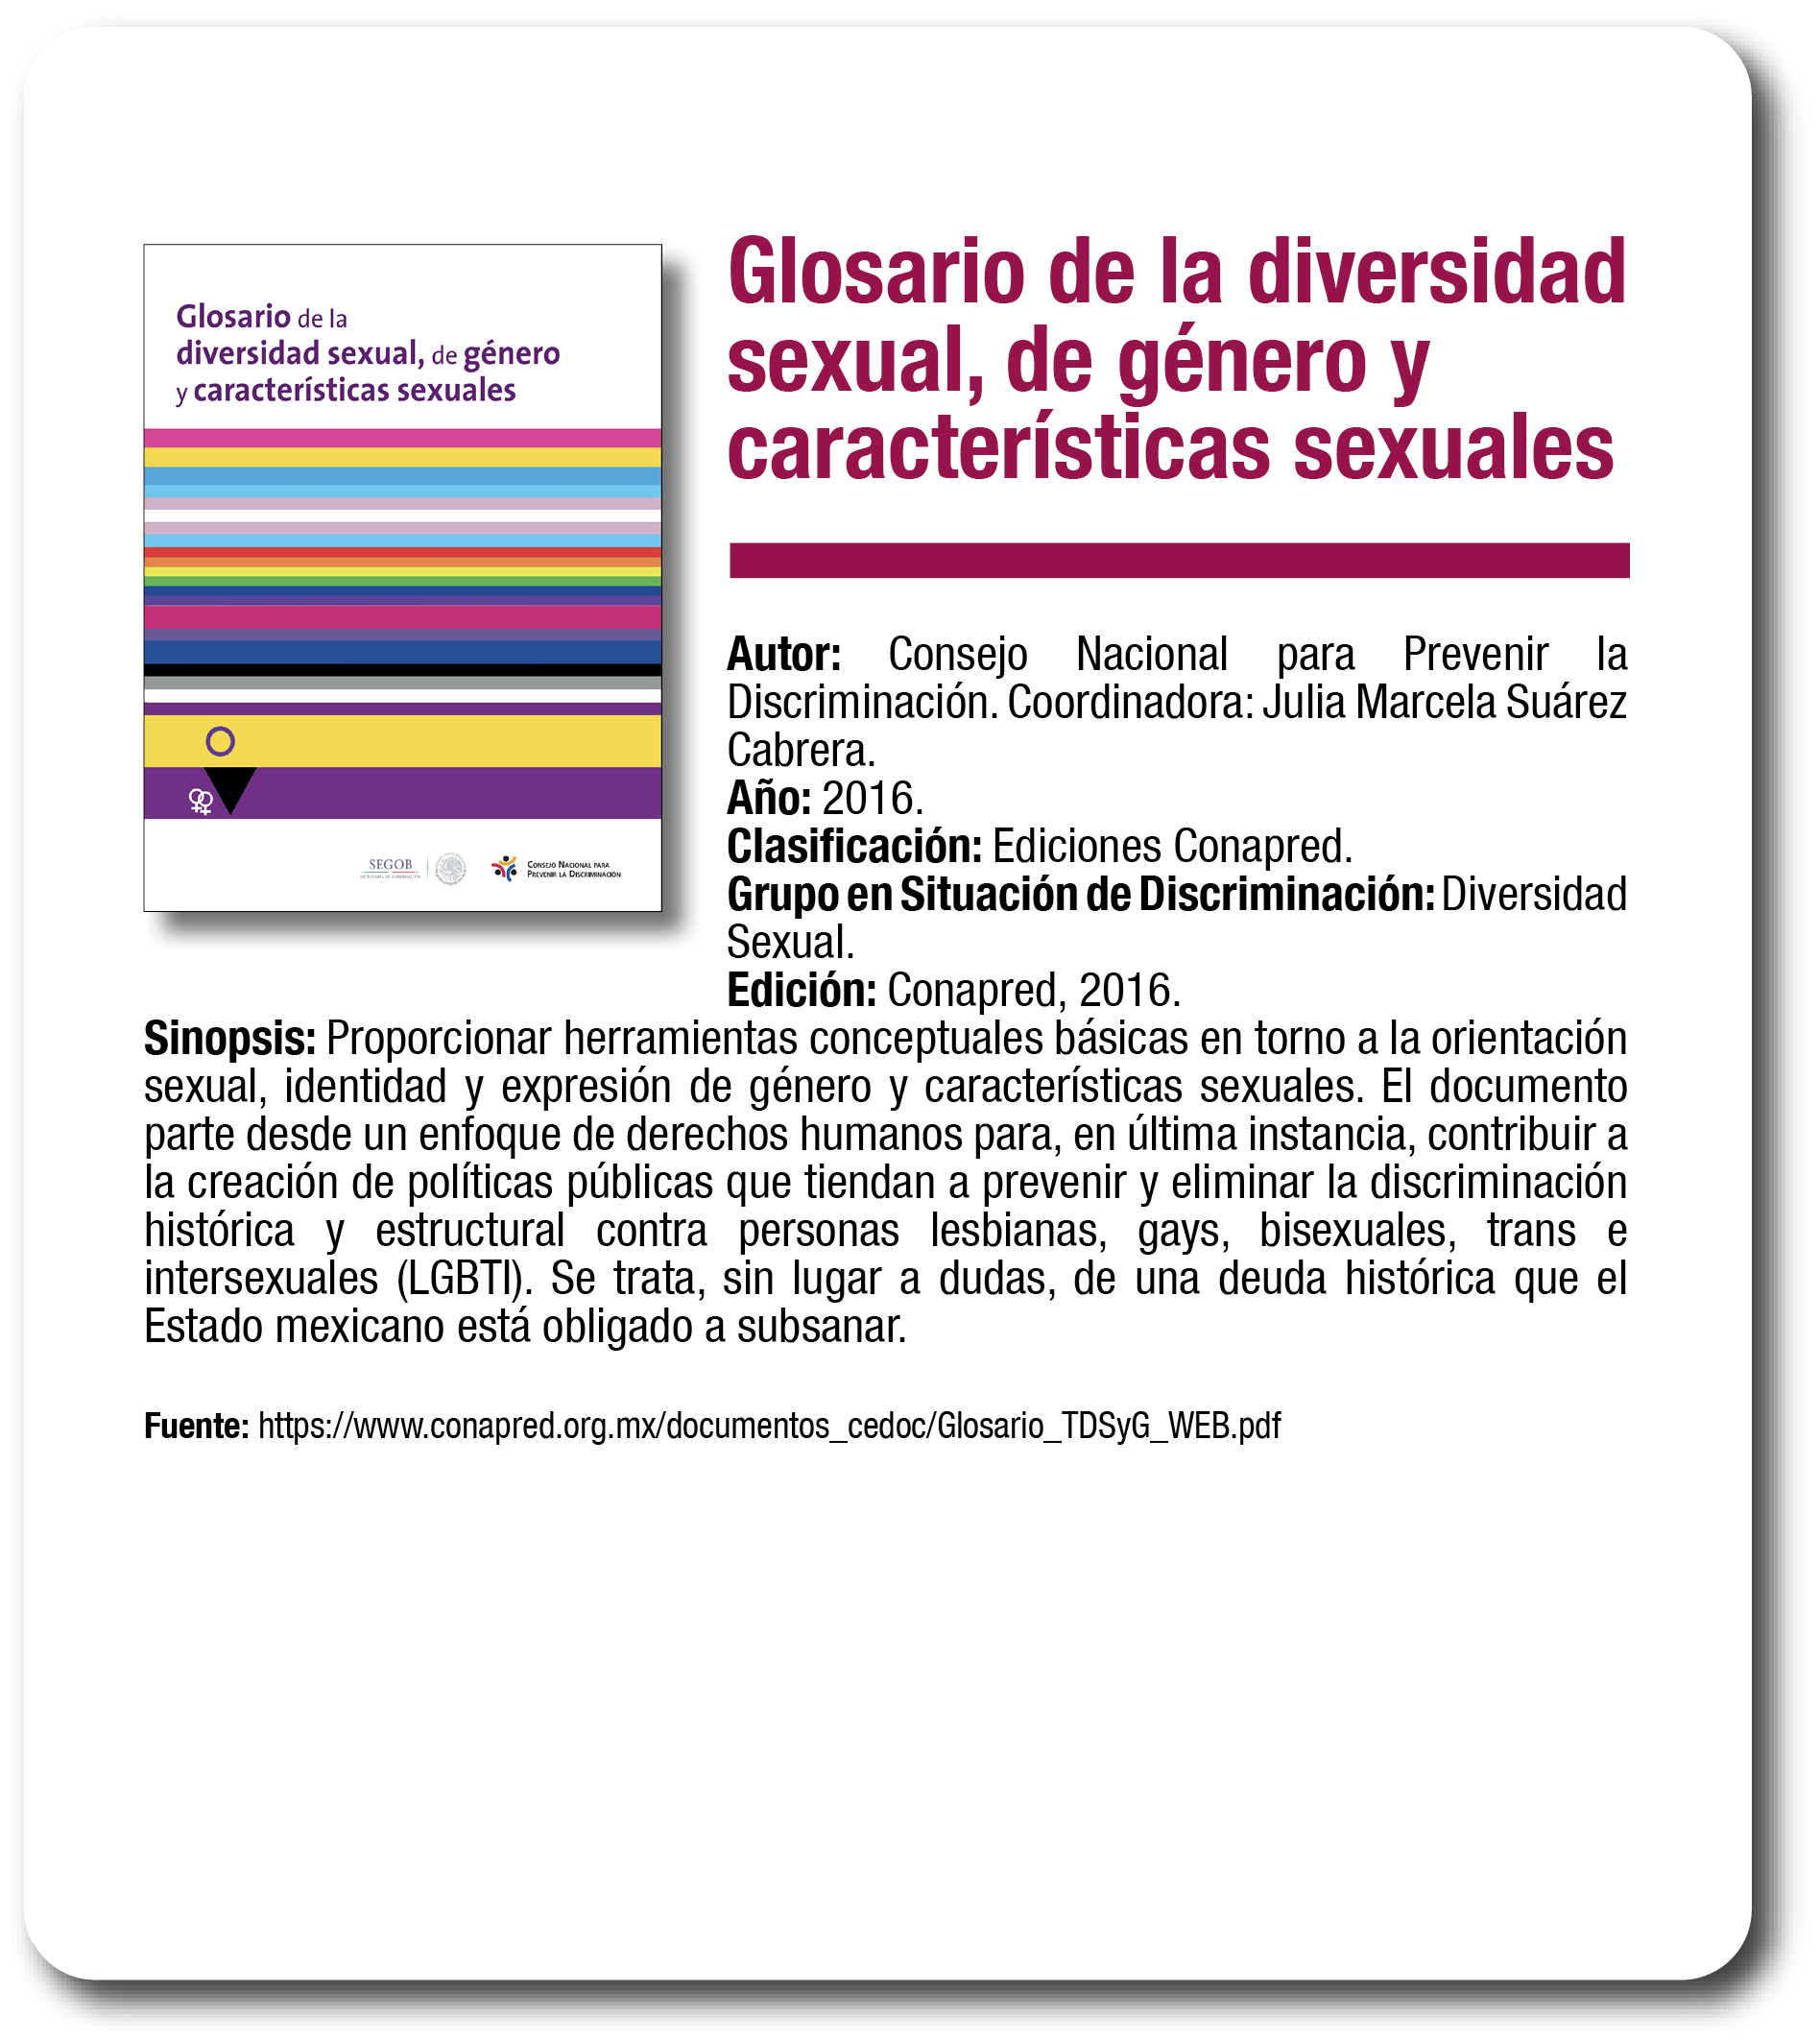 Glosario de la
diversidad sexual, de género
y características sexuales
SEGOB
SECRETARÍA DE GOBERNACIÓN
CONSEJO NACIONAL PARA
PREVENIR LA DISCRIMINACIÓN
Glosario de la diversidad
sexual, de género y
características sexuales
Autor: Consejo Nacional para Prevenir la
Discriminación. Coordinadora: Julia Marcela Suárez
Cabrera.
Año: 2016.
Clasificación: Ediciones Conapred.
Grupo en Situación de Discriminación: Diversidad
Sexual.
Edición: Conapred, 2016.
Sinopsis: Proporcionar herramientas conceptuales básicas en torno a la orientación
sexual, identidad y expresión de género y características sexuales. El documento
parte desde un enfoque de derechos humanos para, en última instancia, contribuir a
la creación de políticas públicas que tiendan a prevenir y eliminar la discriminación
histórica y estructural contra personas lesbianas, gays, bisexuales, trans e
intersexuales (LGBTI). Se trata, sin lugar a dudas, de una deuda histórica que el
Estado mexicano está obligado a subsanar.
Fuente: https://www.conapred.org.mx/documentos_cedoc/Glosario_TDSyG_WEB.pdf